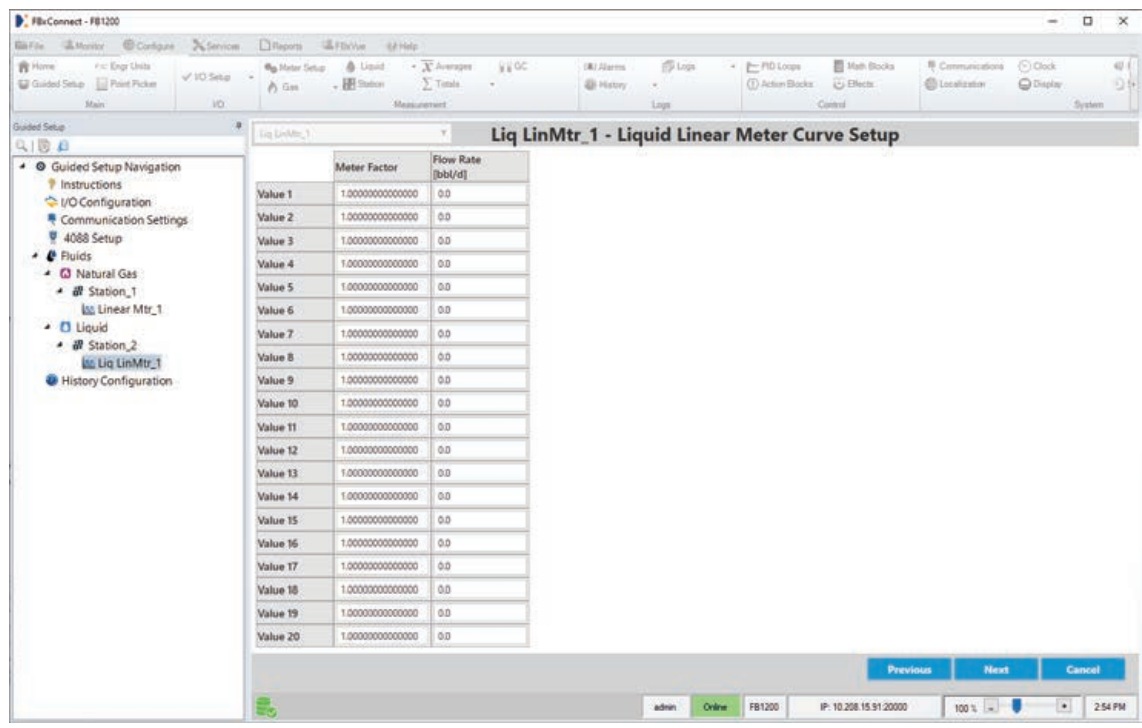 FBxConnect - FB1200
File Monitor Configure Services Reports FBxVue Help
Home Engr Units I/O Setup Meter Setup Liquid Averages GC Alarms Logs PID Loops Math Blocks Communications Clock
Guided Setup Point Picker Gas Station Totals History Action Blocks Effects Localization Display
Main I/O Measurement Logs Control System
Guided Setup
Liq LinMtr_1
Liq LinMtr_1 - Liquid Linear Meter Curve Setup
Guided Setup Navigation
Instructions
I/O Configuration
Communication Settings
4088 Setup
Fluids
Natural Gas
Station_1
Linear Mtr_1
Liquid
Station_2
Liq LinMtr_1
History Configuration
Meter Factor Flow Rate
[bbl/d]
Value 1 1.00000000000000 0.0
Value 2 1.00000000000000 0.0
Value 3 1.00000000000000 0.0
Value 4 1.00000000000000 0.0
Value 5 1.00000000000000 0.0
Value 6 1.00000000000000 0.0
Value 7 1.00000000000000 0.0
Value 8 1.00000000000000 0.0
Value 9 1.00000000000000 0.0
Value 10 1.00000000000000 0.0
Value 11 1.00000000000000 0.0
Value 12 1.00000000000000 0.0
Value 13 1.00000000000000 0.0
Value 14 1.00000000000000 0.0
Value 15 1.00000000000000 0.0
Value 16 1.00000000000000 0.0
Value 17 1.00000000000000 0.0
Value 18 1.00000000000000 0.0
Value 19 1.00000000000000 0.0
Value 20 1.00000000000000 0.0
Previous Next Cancel
admin Online FB1200 IP: 10.208.15.91:20000 100 % - + 2:54 PM